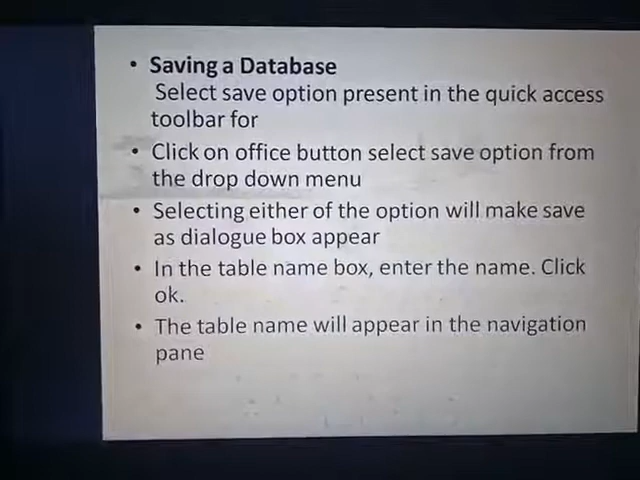 • Saving a Database
Select save option present in the quick access
toolbar for
• Click on office button select save option from
the drop down menu
• Selecting either of the option will make save
as dialogue box appear
• In the table name box, enter the name. Click
ok.
• The table name will appear in the navigation
pane